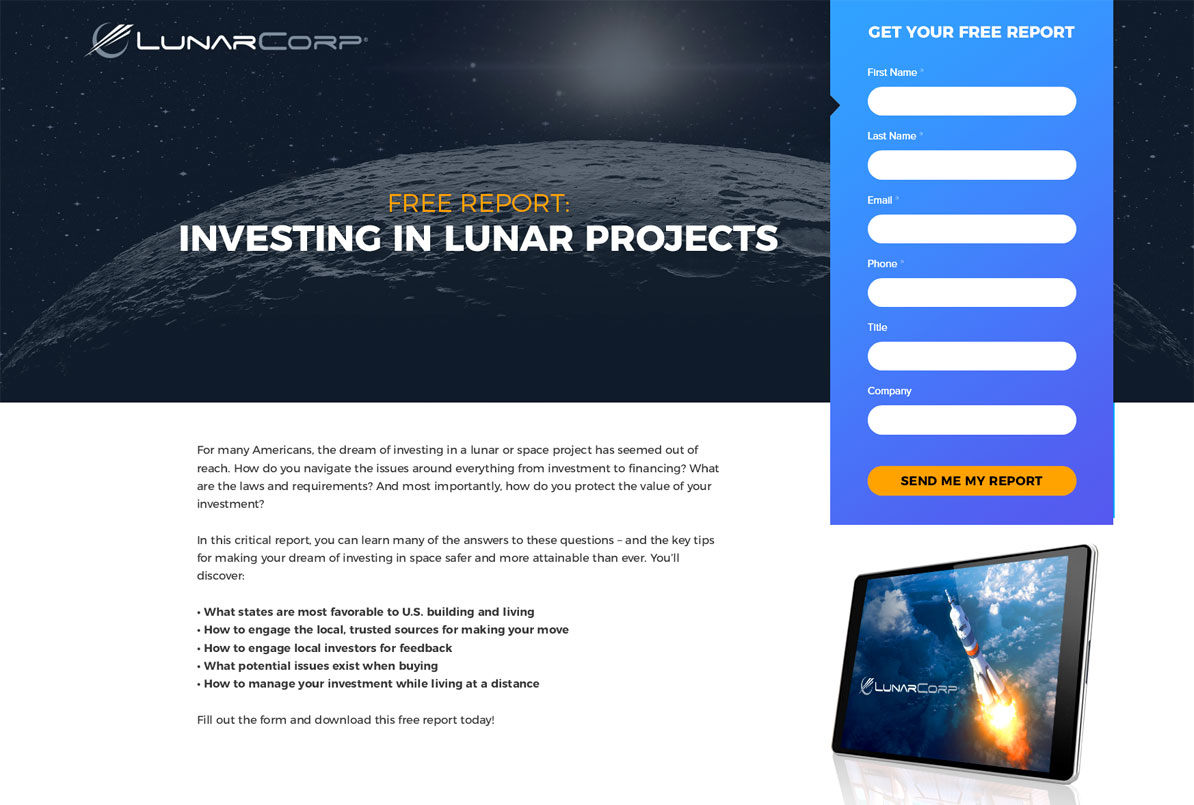 LUNARCORP®
FREE REPORT:
INVESTING IN LUNAR PROJECTS
GET YOUR FREE REPORT
First Name *
Last Name *
Email *
Phone *
Title
Company
SEND ME MY REPORT
For many Americans, the dream of investing in a lunar or space project has seemed out of
reach. How do you navigate the issues around everything from investment to financing? What
are the laws and requirements? And most importantly, how do you protect the value of your
investment?
In this critical report, you can learn many of the answers to these questions – and the key tips
for making your dream of investing in space safer and more attainable than ever. You'll
discover:
• What states are most favorable to U.S. building and living
• How to engage the local, trusted sources for making your move
• How to engage local investors for feedback
• What potential issues exist when buying
• How to manage your investment while living at a distance
Fill out the form and download this free report today!
LUNARCORP